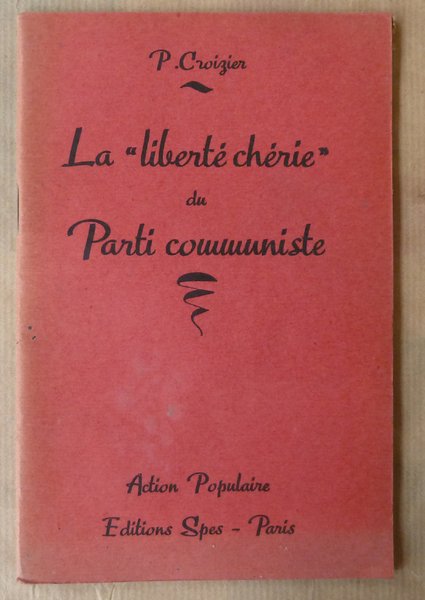 P. Croizier
La "liberté chérie"
du
Parti communiste
Action Populaire
Editions Spes - Paris